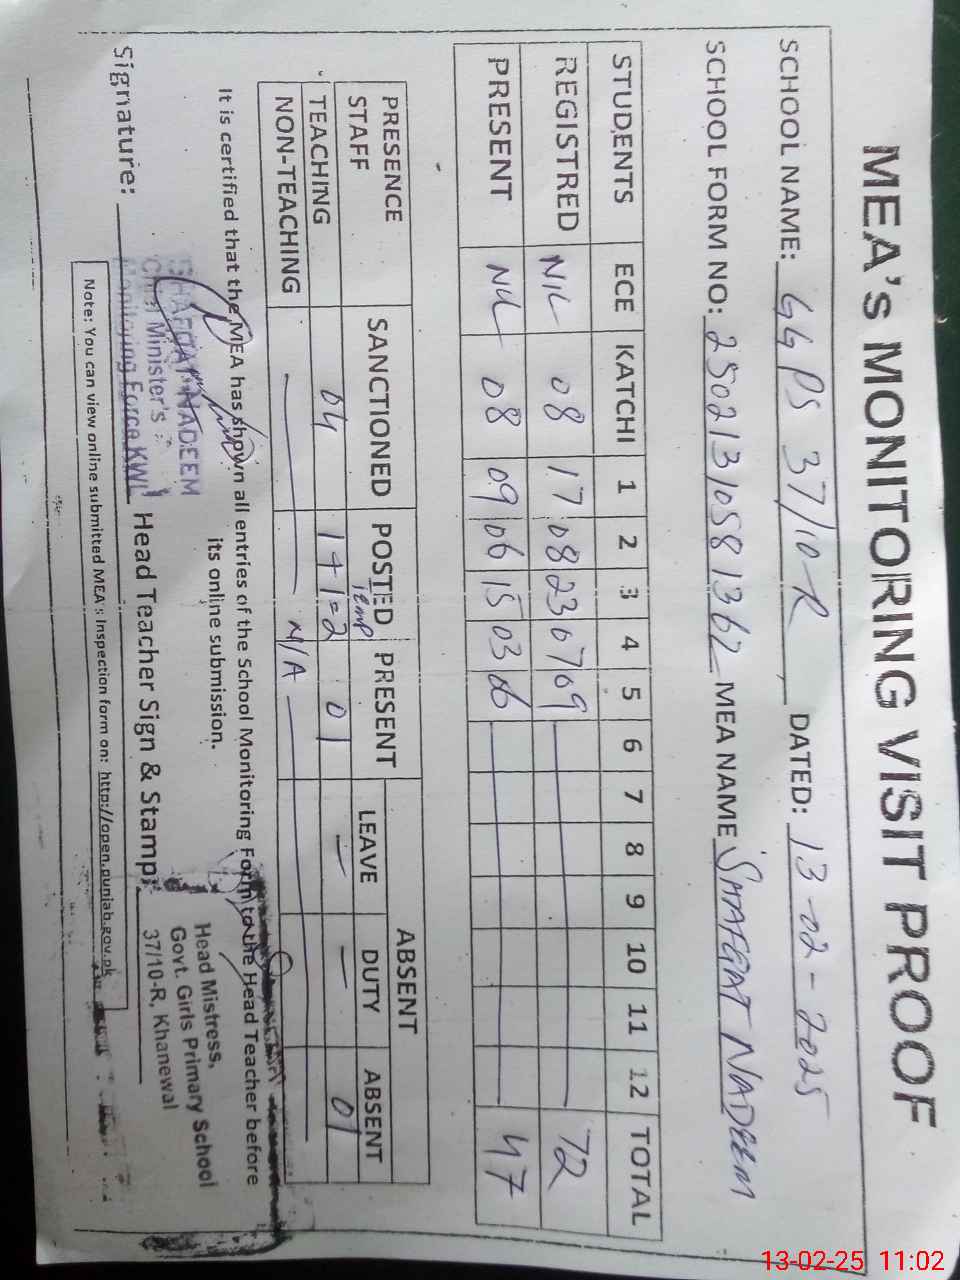 MEA'S MONITORING VISIT PROOF
SCHOOL NAME: GGPS 37/10-R DATED: 13-02-2025
SCHOOL FORM NO: 25021310581362 MEA NAME SHAFQAT NADEEM
STUDENTS ECE KATCHI 1 2 3 4 5 6 7 8 9 10 11 12 TOTAL
REGISTRED NIL 08 17 08 23 07 09 72
PRESENT NIL 08 09 06 15 03 06 47
PRESENCE SANCTIONED POSTED PRESENT ABSENT
STAFF Temp LEAVE DUTY ABSENT
TEACHING 04 1+1=2 01 — — 01
NON-TEACHING — N/A —
It is certified that the MEA has shown all entries of the School Monitoring Form to the Head Teacher before
its online submission.
SHAFQAT NADEEM
Chief Minister's
Monitoring Force KWL
Signature: Head Teacher Sign & Stamp:
Head Mistress,
Govt. Girls Primary School
37/10-R, Khanewal
Note: You can view online submitted MEA's Inspection form on: http://open.punjab.gov.pk
13-02-25 11:02